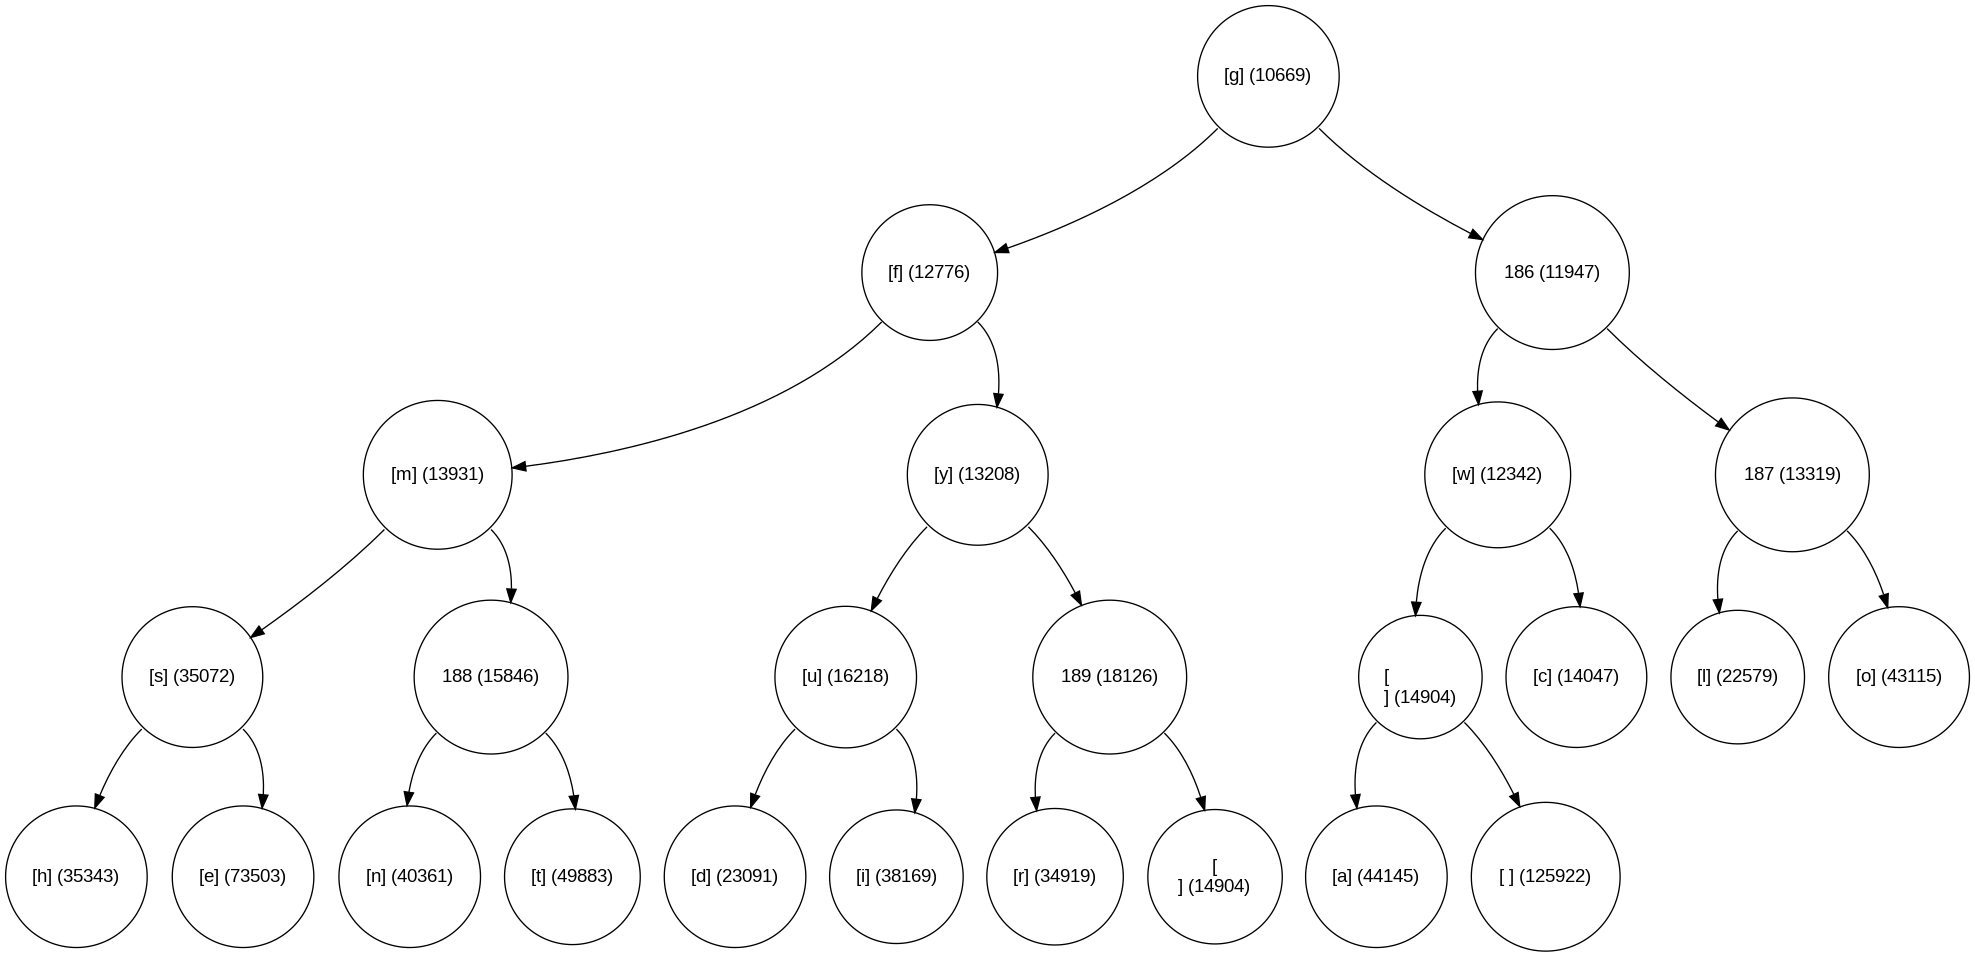 [g] (10669)
[f] (12776)
186 (11947)
[m] (13931)
[y] (13208)
[w] (12342)
187 (13319)
[s] (35072)
188 (15846)
[u] (16218)
189 (18126)
[
] (14904)
[c] (14047)
[l] (22579)
[o] (43115)
[h] (35343)
[e] (73503)
[n] (40361)
[t] (49883)
[d] (23091)
[i] (38169)
[r] (34919)
[
] (14904)
[a] (44145)
[ ] (125922)